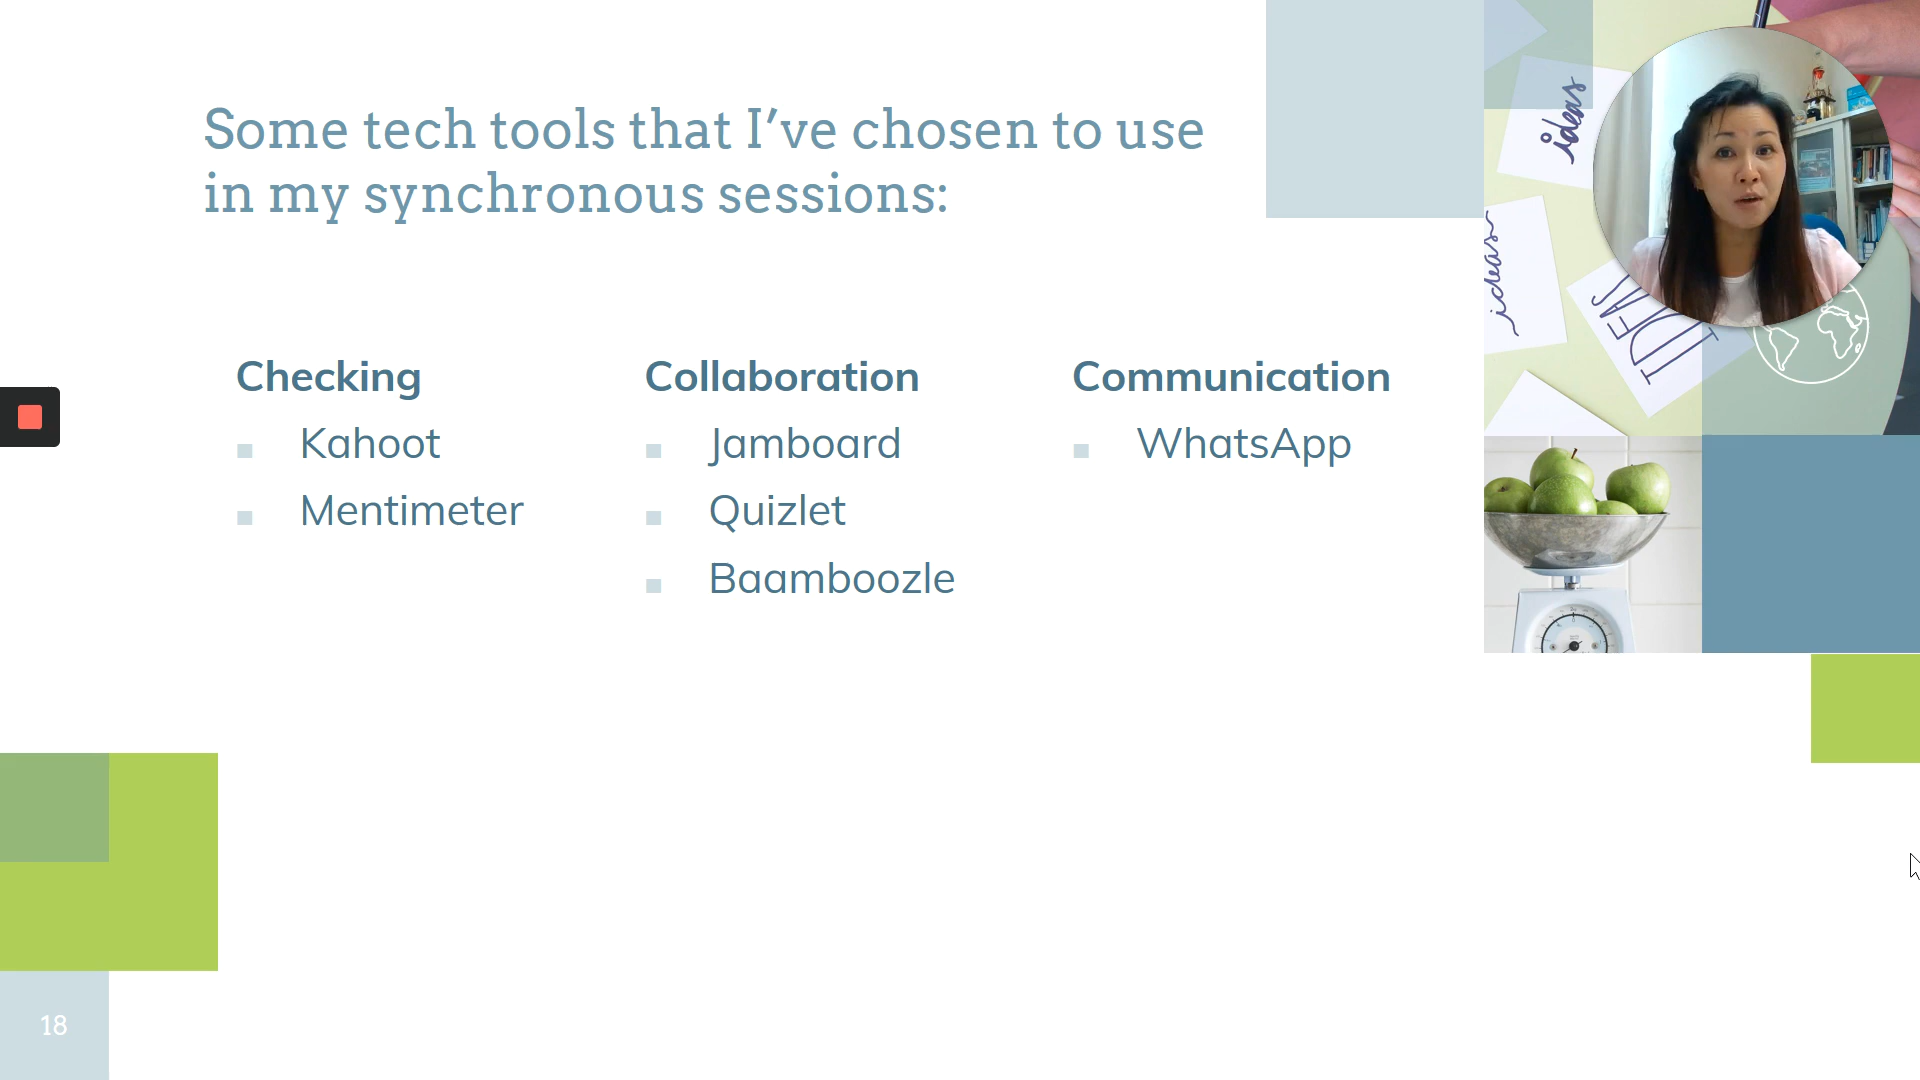 Some tech tools that I’ve chosen to use
in my synchronous sessions:
Checking
Kahoot
Mentimeter
Collaboration
Jamboard
Quizlet
Baamboozle
Communication
WhatsApp
ideas
ideas
IDEAS
18